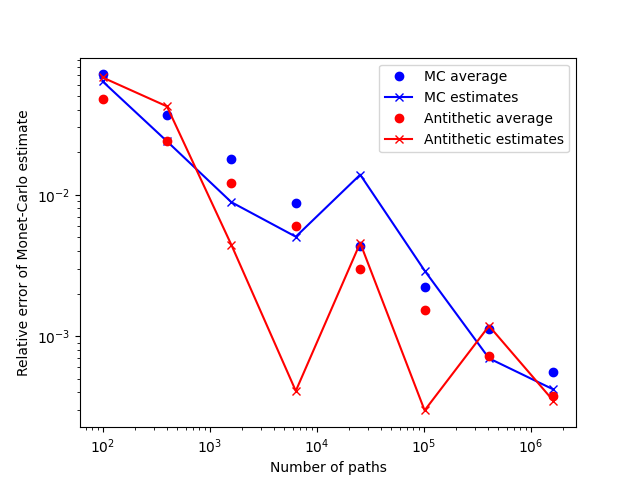 MC average
MC estimates
Antithetic average
Antithetic estimates
Relative error of Monet-Carlo estimate
10⁻²
10⁻³
10² 10³ 10⁴ 10⁵ 10⁶
Number of paths